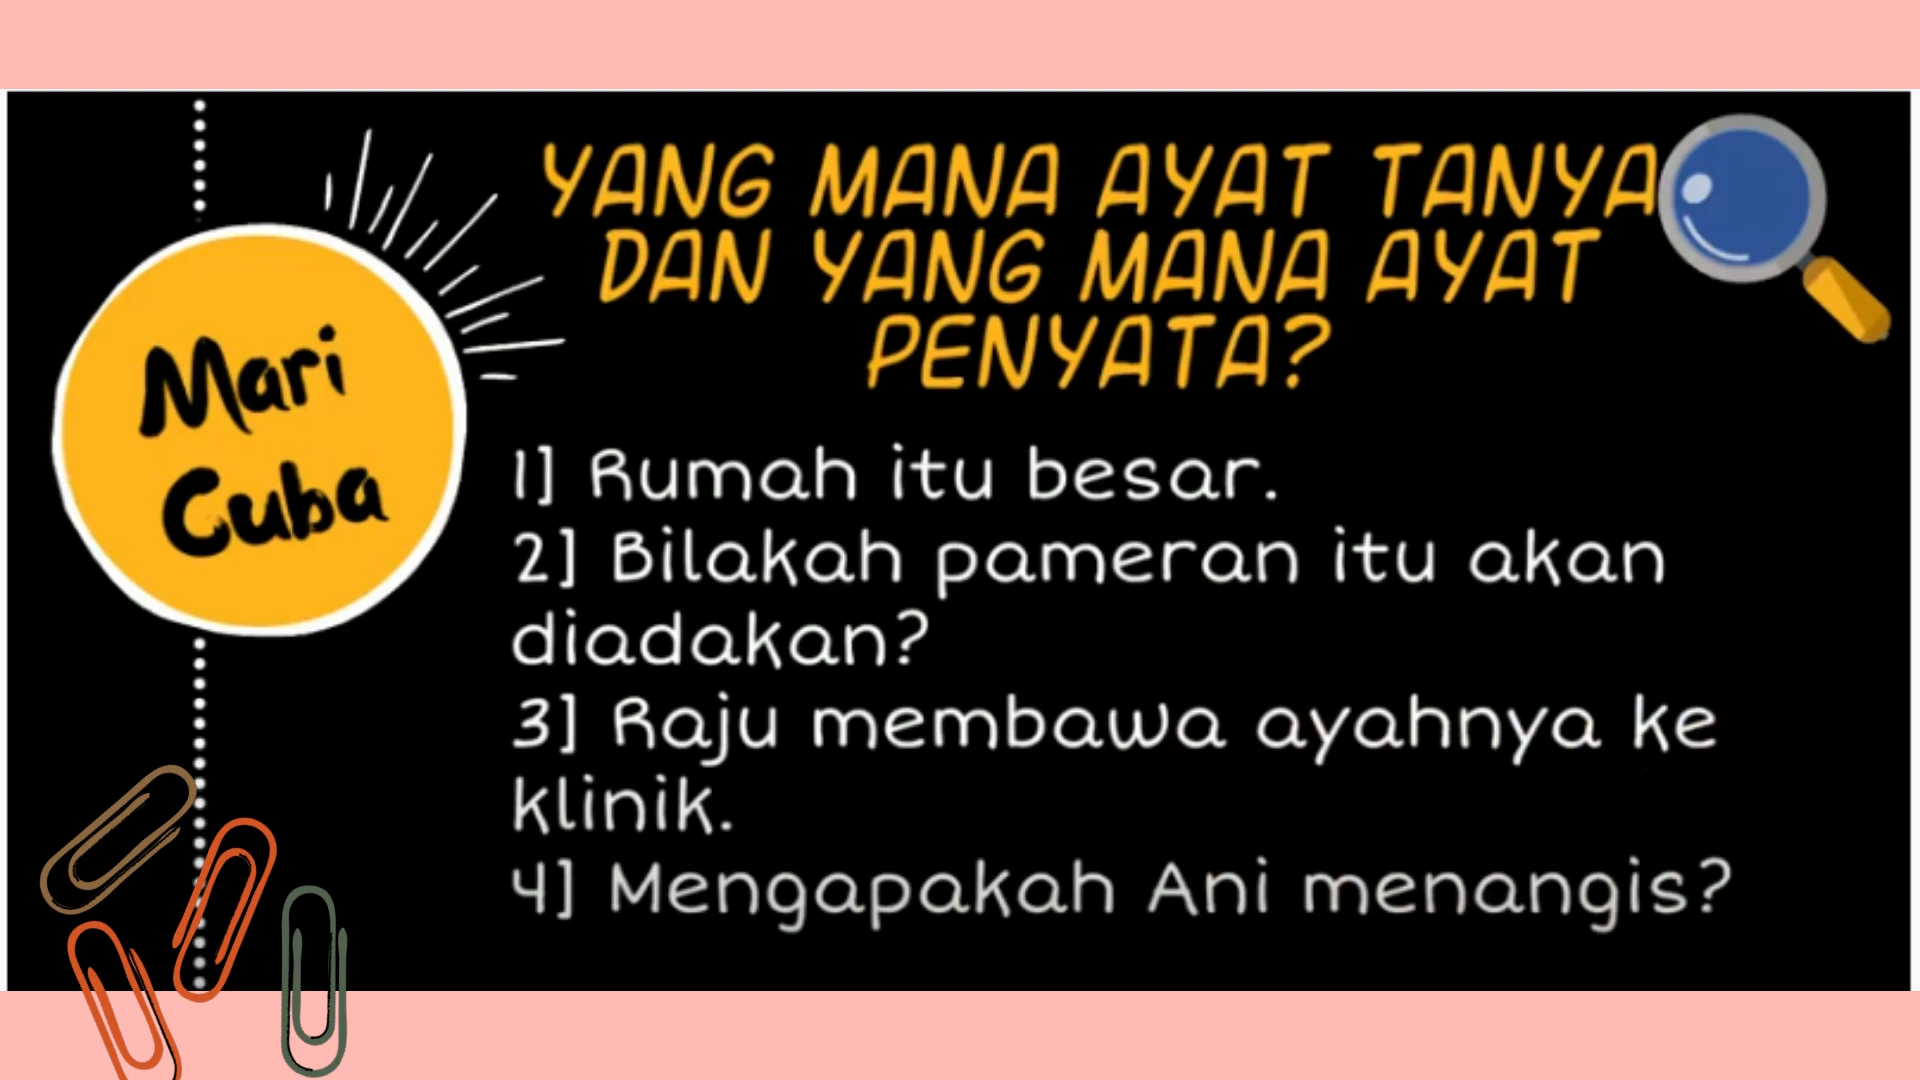 YANG MANA AYAT TANYA
DAN YANG MANA AYAT
PENYATA?
Mari
Cuba
1] Rumah itu besar.
2] Bilakah pameran itu akan
diadakan?
3] Raju membawa ayahnya ke
klinik.
4] Mengapakah Ani menangis?